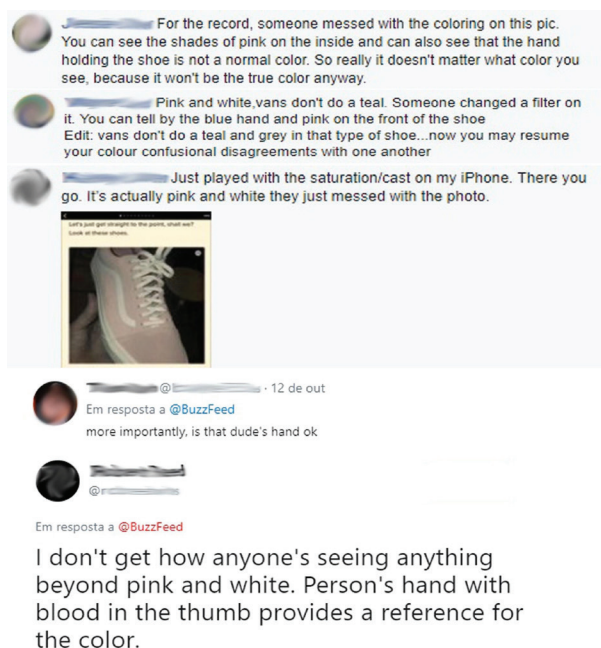 For the record, someone messed with the coloring on this pic.
You can see the shades of pink on the inside and can also see that the hand
holding the shoe is not a normal color. So really it doesn't matter what color you
see, because it won't be the true color anyway.
Pink and white,vans don't do a teal. Someone changed a filter on
it. You can tell by the blue hand and pink on the front of the shoe
Edit: vans don't do a teal and grey in that type of shoe...now you may resume
your colour confusional disagreements with one another
Just played with the saturation/cast on my iPhone. There you
go. It's actually pink and white they just messed with the photo.
Let's just get straight to the point, shall we?
Look at these shoes.
@ · 12 de out
Em resposta a @BuzzFeed
more importantly, is that dude's hand ok
@
Em resposta a @BuzzFeed
I don't get how anyone's seeing anything
beyond pink and white. Person's hand with
blood in the thumb provides a reference for
the color.